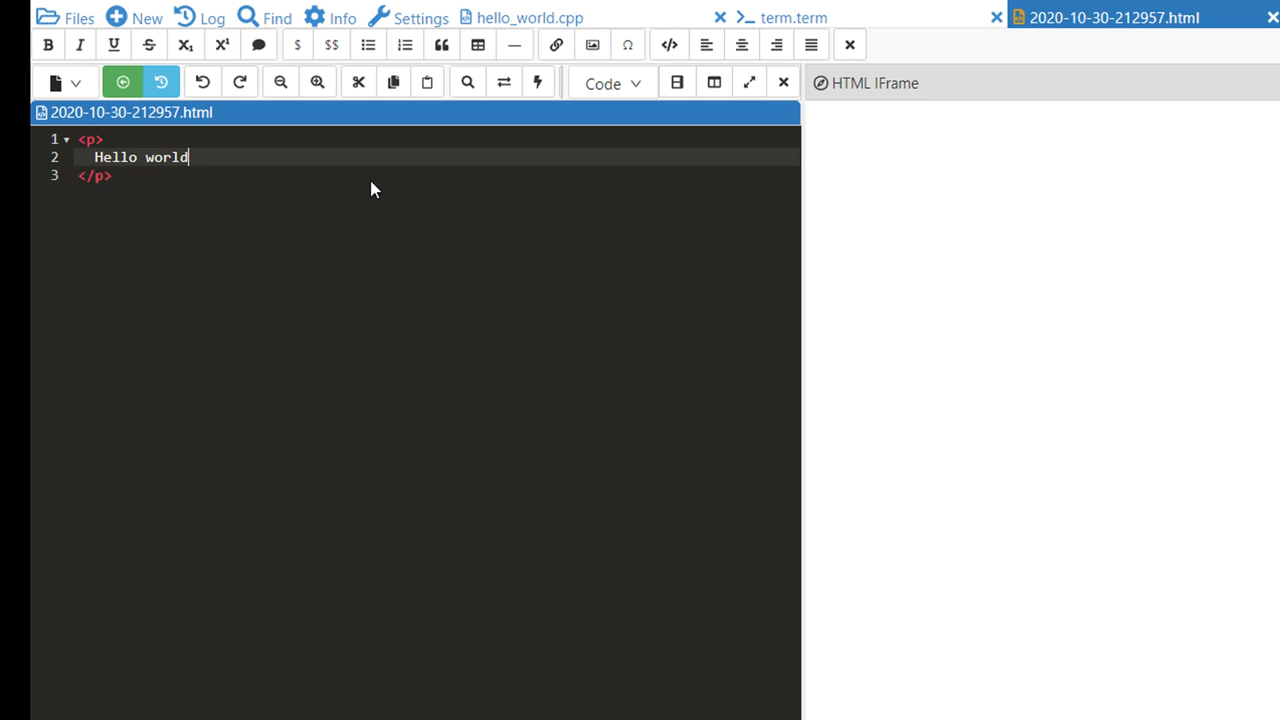 Files New Log Find Info Settings hello_world.cpp term.term 2020-10-30-212957.html
B I U S X₁ X¹ $ $$ Ω </>
Code HTML IFrame
2020-10-30-212957.html
1 <p>
2 Hello world
3 </p>